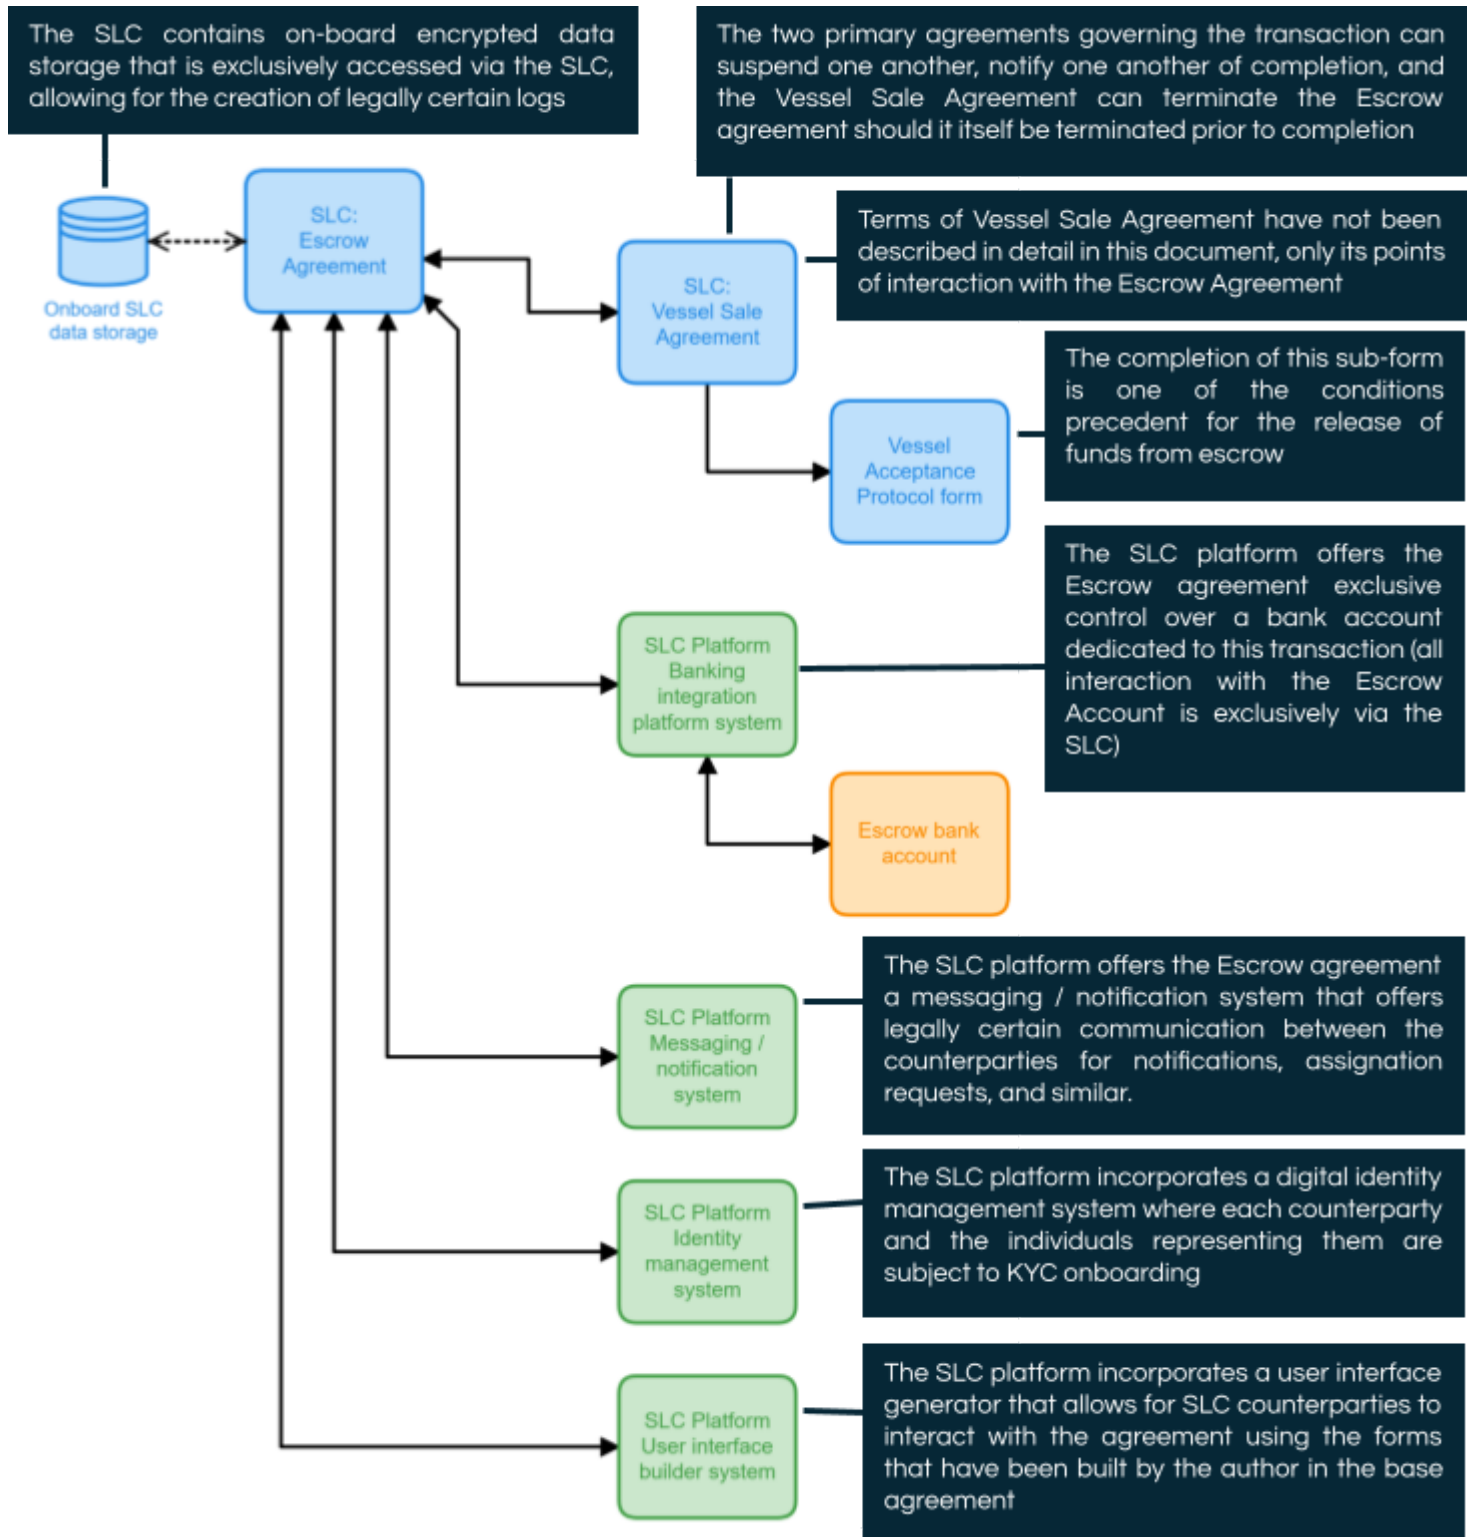 The SLC contains on-board encrypted data
storage that is exclusively accessed via the SLC,
allowing for the creation of legally certain logs
The two primary agreements governing the transaction can
suspend one another, notify one another of completion, and
the Vessel Sale Agreement can terminate the Escrow
agreement should it itself be terminated prior to completion
SLC:
Escrow
Agreement
Onboard SLC
data storage
Terms of Vessel Sale Agreement have not been
described in detail in this document, only its points
of interaction with the Escrow Agreement
SLC:
Vessel Sale
Agreement
The completion of this sub-form
is one of the conditions
precedent for the release of
funds from escrow
Vessel
Acceptance
Protocol form
The SLC platform offers the
Escrow agreement exclusive
control over a bank account
dedicated to this transaction (all
interaction with the Escrow
Account is exclusively via the
SLC)
SLC Platform
Banking
integration
platform system
Escrow bank
account
The SLC platform offers the Escrow agreement
a messaging / notification system that offers
legally certain communication between the
counterparties for notifications, assignation
requests, and similar.
SLC Platform
Messaging /
notification
system
The SLC platform incorporates a digital identity
management system where each counterparty
and the individuals representing them are
subject to KYC onboarding
SLC Platform
Identity
management
system
The SLC platform incorporates a user interface
generator that allows for SLC counterparties to
interact with the agreement using the forms
that have been built by the author in the base
agreement
SLC Platform
User interface
builder system